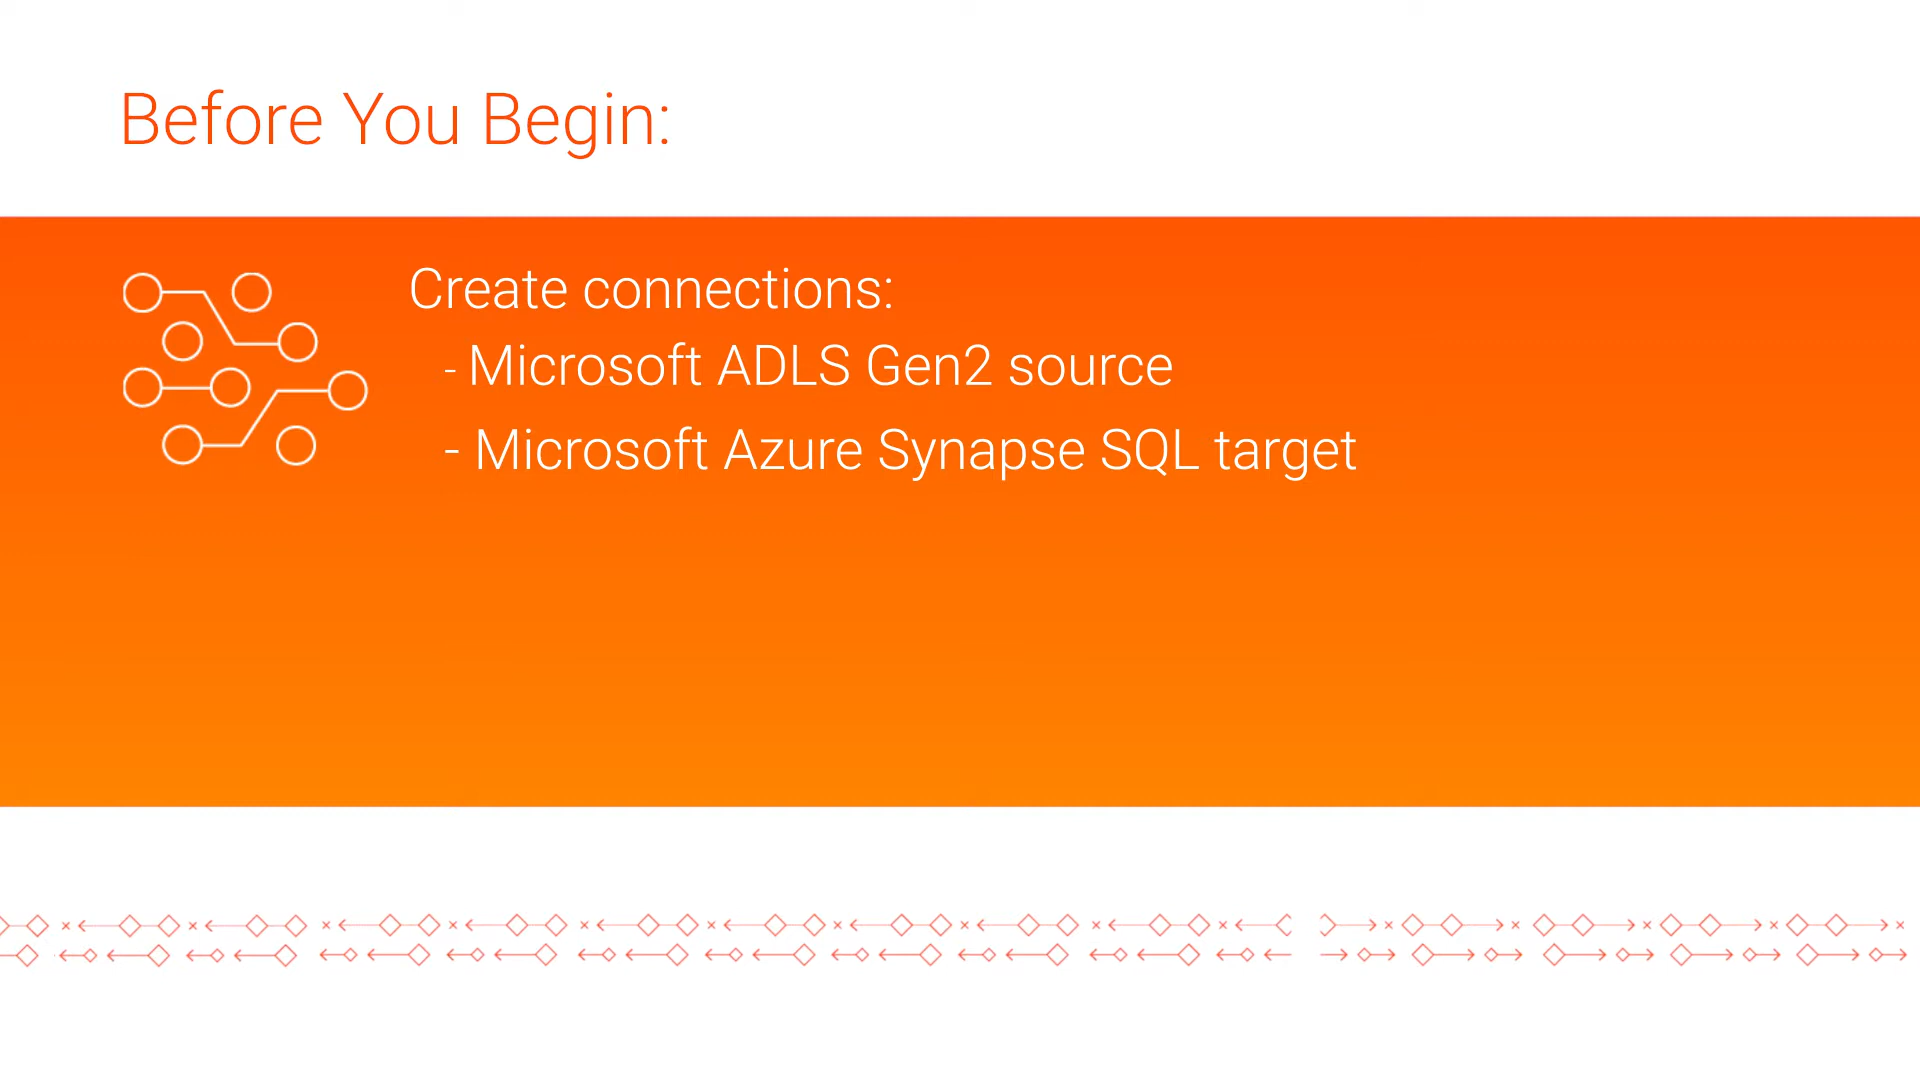 Before You Begin:
Create connections:
- Microsoft ADLS Gen2 source
- Microsoft Azure Synapse SQL target